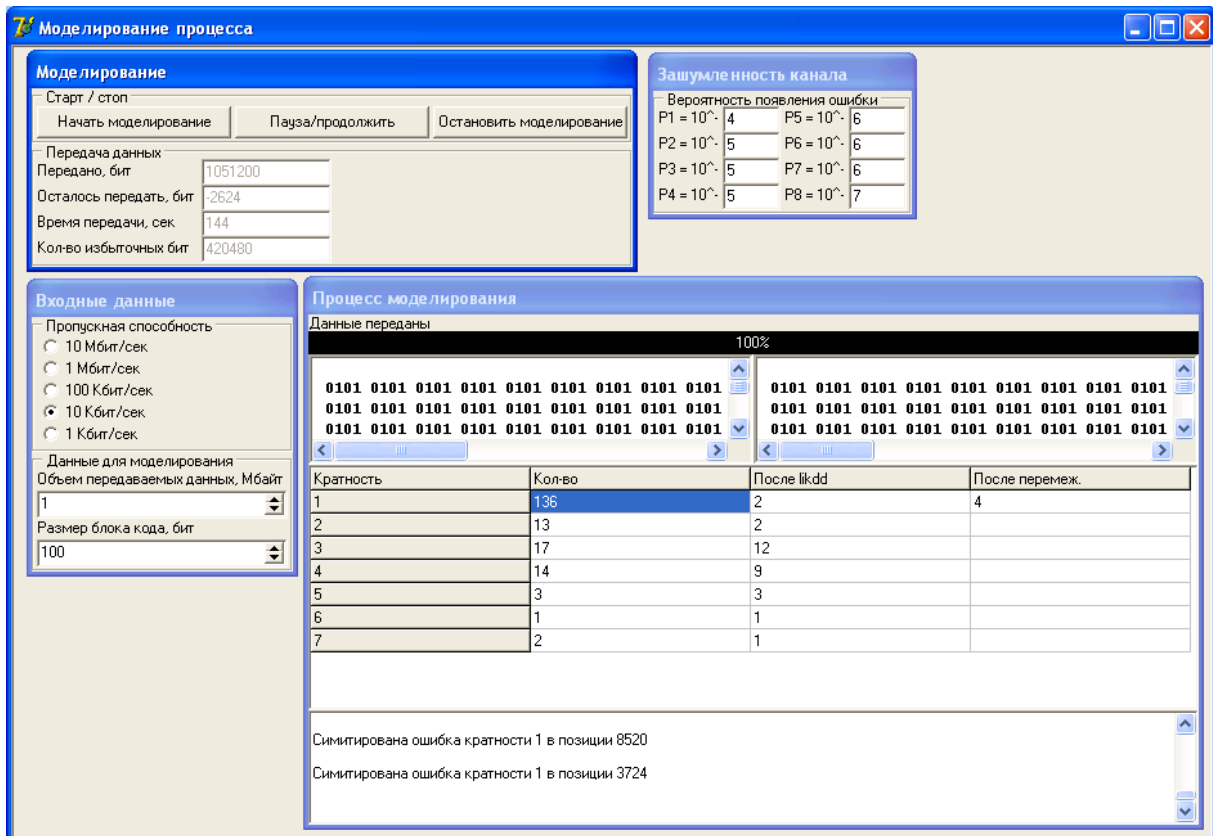 Моделирование процесса
Моделирование
Старт / стоп
Начать моделирование Пауза/продолжить Остановить моделирование
Передача данных
Передано, бит 1051200
Осталось передать, бит -2624
Время передачи, сек 144
Кол-во избыточных бит 420480
Зашумленность канала
Вероятность появления ошибки
P1 = 10^- 4 P5 = 10^- 6
P2 = 10^- 5 P6 = 10^- 6
P3 = 10^- 5 P7 = 10^- 6
P4 = 10^- 5 P8 = 10^- 7
Входные данные
Пропускная способность
10 Мбит/сек
1 Мбит/сек
100 Кбит/сек
10 Кбит/сек
1 Кбит/сек
Данные для моделирования
Объем передаваемых данных, Мбайт
1
Размер блока кода, бит
100
Процесс моделирования
Данные переданы
100%
0101 0101 0101 0101 0101 0101 0101 0101 0101 0101 0101 0101 0101 0101 0101 0101 0101 0101
0101 0101 0101 0101 0101 0101 0101 0101 0101 0101 0101 0101 0101 0101 0101 0101 0101 0101
0101 0101 0101 0101 0101 0101 0101 0101 0101 0101 0101 0101 0101 0101 0101 0101 0101 0101
Кратность Кол-во После likdd После перемеж.
1 136 2 4
2 13 2
3 17 12
4 14 9
5 3 3
6 1 1
7 2 1
Симитирована ошибка кратности 1 в позиции 8520
Симитирована ошибка кратности 1 в позиции 3724